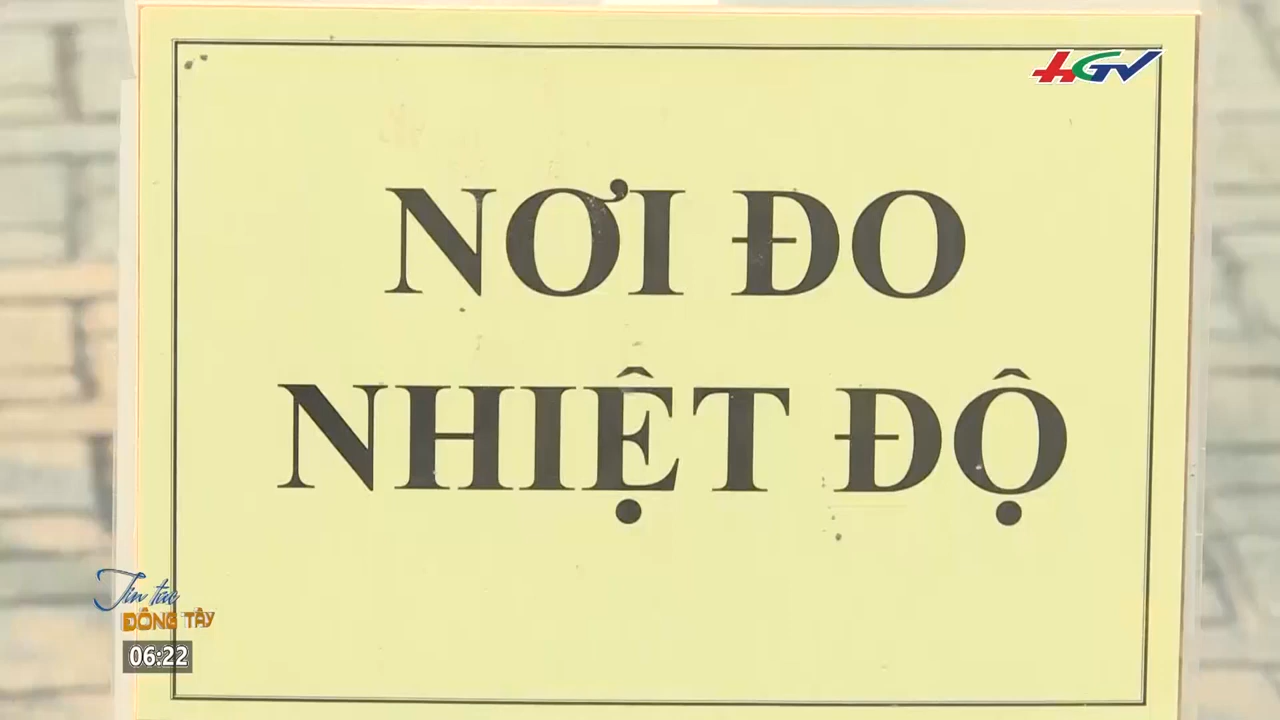 HGV
NƠI ĐO
NHIỆT ĐỘ
Tin tức
ĐÔNG TÂY
06:22